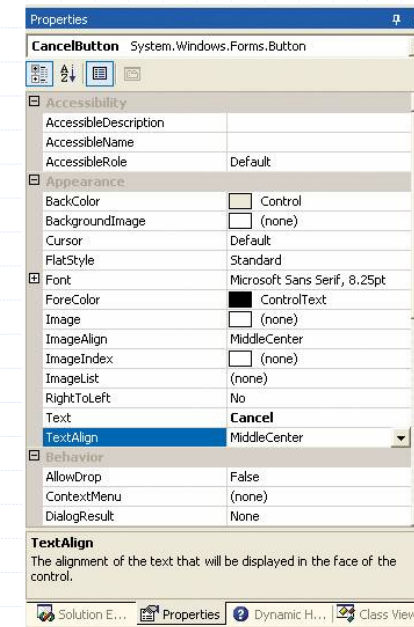 Properties
CancelButton System.Windows.Forms.Button
Accessibility
AccessibleDescription
AccessibleName
AccessibleRole Default
Appearance
BackColor Control
BackgroundImage (none)
Cursor Default
FlatStyle Standard
Font Microsoft Sans Serif, 8.25pt
ForeColor ControlText
Image (none)
ImageAlign MiddleCenter
ImageIndex (none)
ImageList (none)
RightToLeft No
Text Cancel
TextAlign MiddleCenter
Behavior
AllowDrop False
ContextMenu (none)
DialogResult None
TextAlign
The alignment of the text that will be displayed in the face of the
control.
Solution E... Properties Dynamic H... Class View